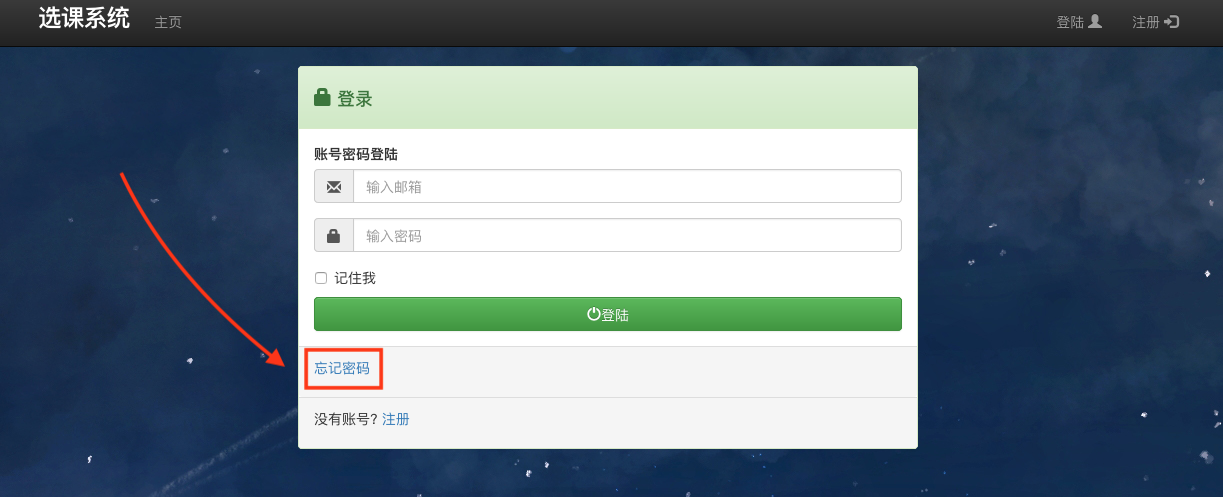 选课系统 主页 登陆 注册
登录
账号密码登陆
输入邮箱
输入密码
记住我
登陆
忘记密码
没有账号? 注册